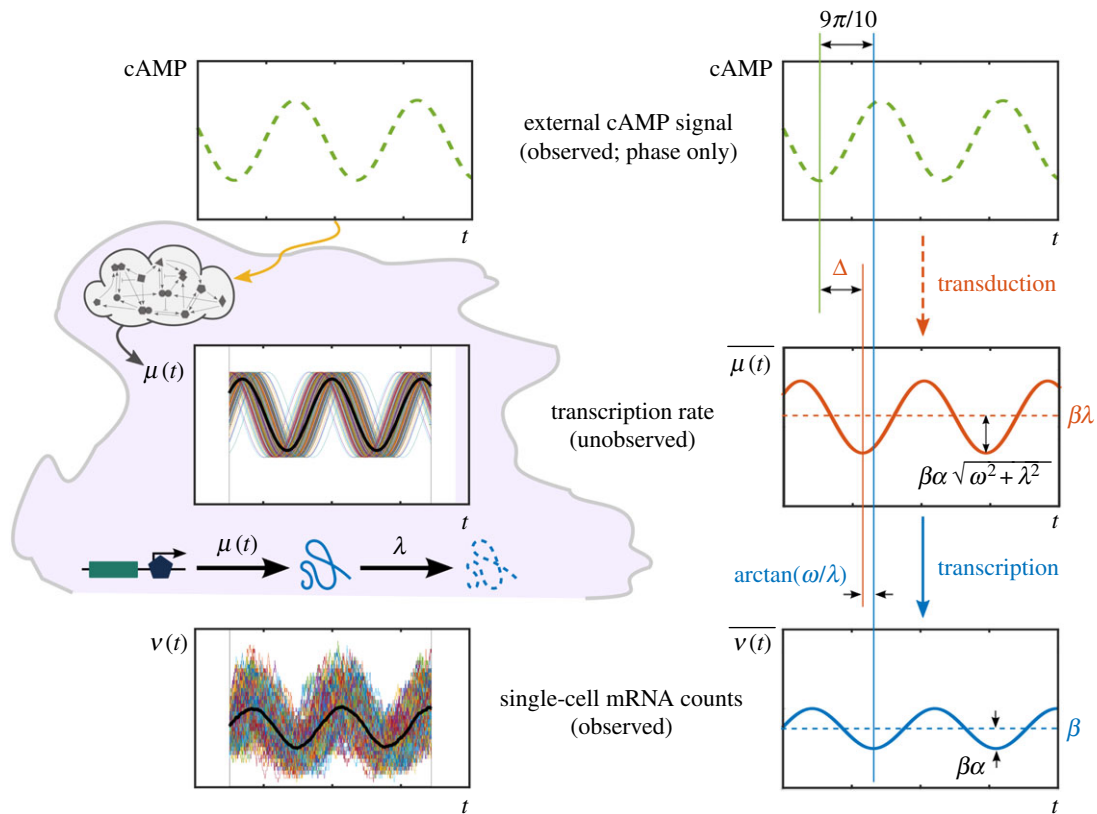 9π/10
cAMP
cAMP
external cAMP signal
(observed; phase only)
t
t
Δ
transduction
μ(t)
μ(t)
transcription rate
(unobserved)
βλ
βα √ω² + λ²
t
t
μ(t)
λ
arctan(ω/λ)
transcription
ν(t)
ν(t)
single-cell mRNA counts
(observed)
β
βα
t
t